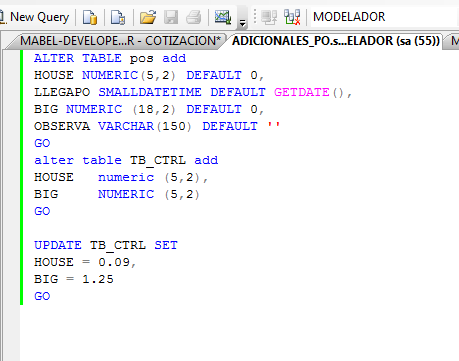 New Query
MODELADOR
MABEL-DEVELOPE...R - COTIZACION*
ADICIONALES_PO.s...ELADOR (sa (55))
M
ALTER TABLE pos add
HOUSE NUMERIC(5,2) DEFAULT 0,
LLEGAPO SMALLDATETIME DEFAULT GETDATE(),
BIG NUMERIC (18,2) DEFAULT 0,
OBSERVA VARCHAR(150) DEFAULT ''
GO
alter table TB_CTRL add
HOUSE   numeric (5,2),
BIG     NUMERIC (5,2)
GO
UPDATE TB_CTRL SET
HOUSE = 0.09,
BIG = 1.25
GO